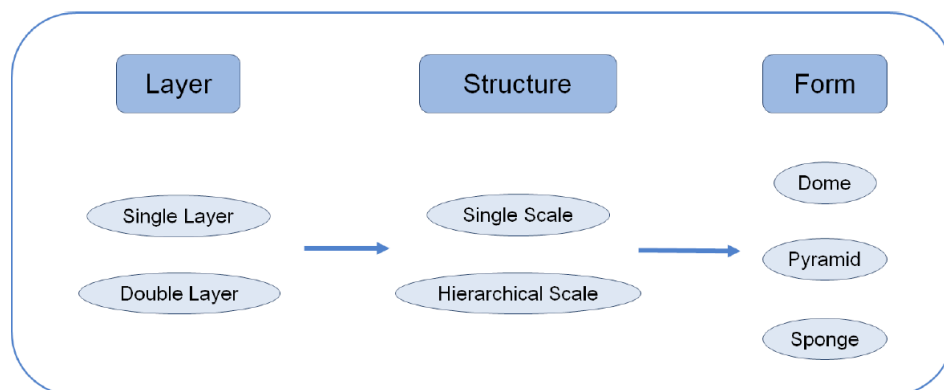 Layer
Structure
Form
Single Layer
Double Layer
Single Scale
Hierarchical Scale
Dome
Pyramid
Sponge